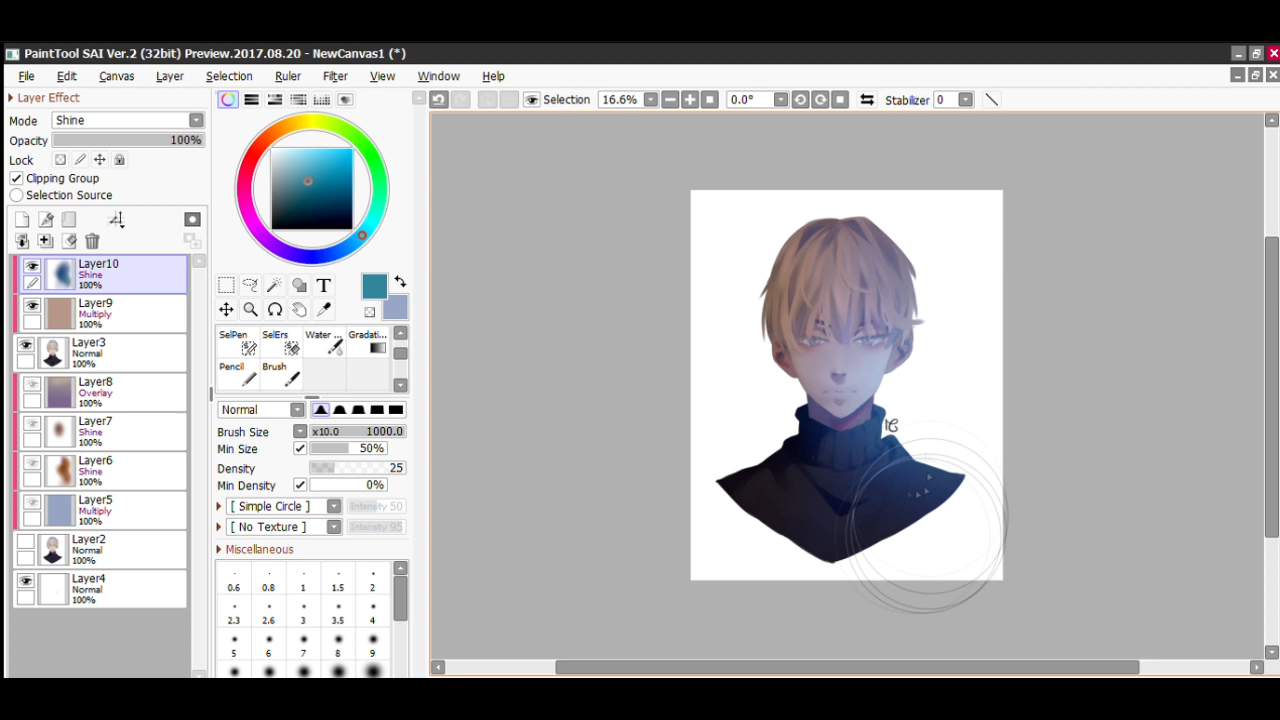 PaintTool SAI Ver.2 (32bit) Preview.2017.08.20 - NewCanvas1 (*)
File Edit Canvas Layer Selection Ruler Filter View Window Help
Layer Effect
Mode Shine
Opacity 100%
Lock
Clipping Group
Selection Source
Layer10
Shine
100%
Layer9
Multiply
100%
Layer3
Normal
100%
Layer8
Overlay
100%
Layer7
Shine
100%
Layer6
Shine
100%
Layer5
Multiply
100%
Layer2
Normal
100%
Layer4
Normal
100%
T
SelPen SelErs Water ... Gradati...
Pencil Brush
Normal
Brush Size x10.0 1000.0
Min Size 50%
Density 25
Min Density 0%
[ Simple Circle ] Intensity 50
[ No Texture ] Intensity 95
Miscellaneous
0.6 0.8 1 1.5 2
2.3 2.6 3 3.5 4
5 6 7 8 9
Selection 16.6% 0.0° Stabilizer 0